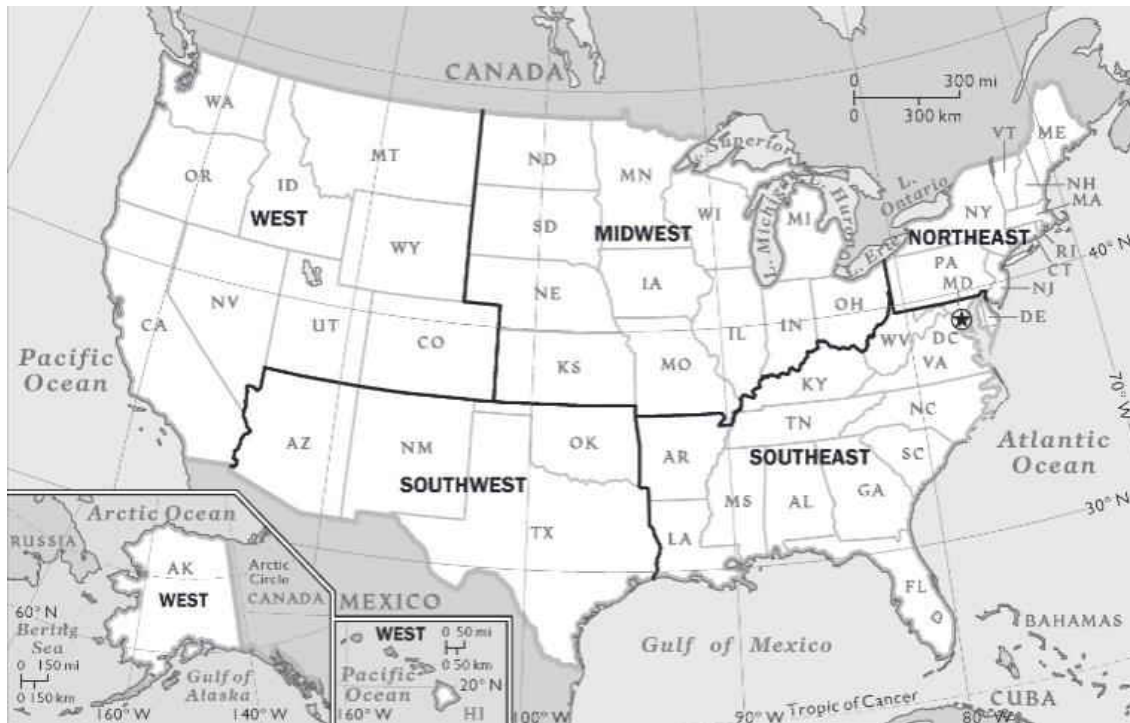 CANADA
0 300 mi
0 300 km
WA
MT
ND
MN
L. Superior
VT
ME
OR
ID
WEST
SD
MIDWEST
WI
L. Michigan
MI
L. Huron
L. Ontario
NY
NH
MA
NORTHEAST
WY
IA
L. Erie
PA
RI
40° N
CT
NE
MD
NJ
NV
UT
CA
CO
IL
IN
OH
DE
DC
WV
VA
KS
MO
KY
70° W
Pacific
Ocean
NC
TN
AZ
NM
OK
AR
SOUTHEAST
SC
Atlantic
Ocean
SOUTHWEST
MS
AL
GA
30° N
TX
LA
FL
Arctic Ocean
RUSSIA
AK
WEST
Arctic
Circle
CANADA
60° N
Bering
Sea
0 150 mi
0 150 km
Gulf of
Alaska
160° W
140° W
MEXICO
WEST
0 50 mi
0 50 km
Pacific
Ocean
20° N
HI
160° W
100° W
Gulf of Mexico
BAHAMAS
Tropic of Cancer
CUBA
90° W
80° W